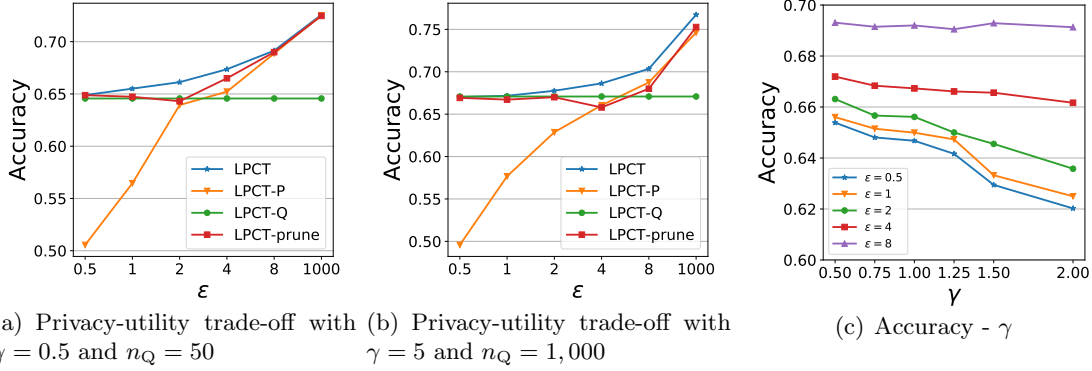 Accuracy
0.70
0.65
0.60
0.55
0.50
LPCT
LPCT-P
LPCT-Q
LPCT-prune
0.5 1 2 4 8 1000
ε
a) Privacy-utility trade-off with
γ = 0.5 and n_Q = 50
Accuracy
0.75
0.70
0.65
0.60
0.55
0.50
LPCT
LPCT-P
LPCT-Q
LPCT-prune
0.5 1 2 4 8 1000
ε
(b) Privacy-utility trade-off with
γ = 5 and n_Q = 1,000
Accuracy
0.70
0.68
0.66
0.64
0.62
0.60
ε = 0.5
ε = 1
ε = 2
ε = 4
ε = 8
0.50 0.75 1.00 1.25 1.50 2.00
γ
(c) Accuracy - γ